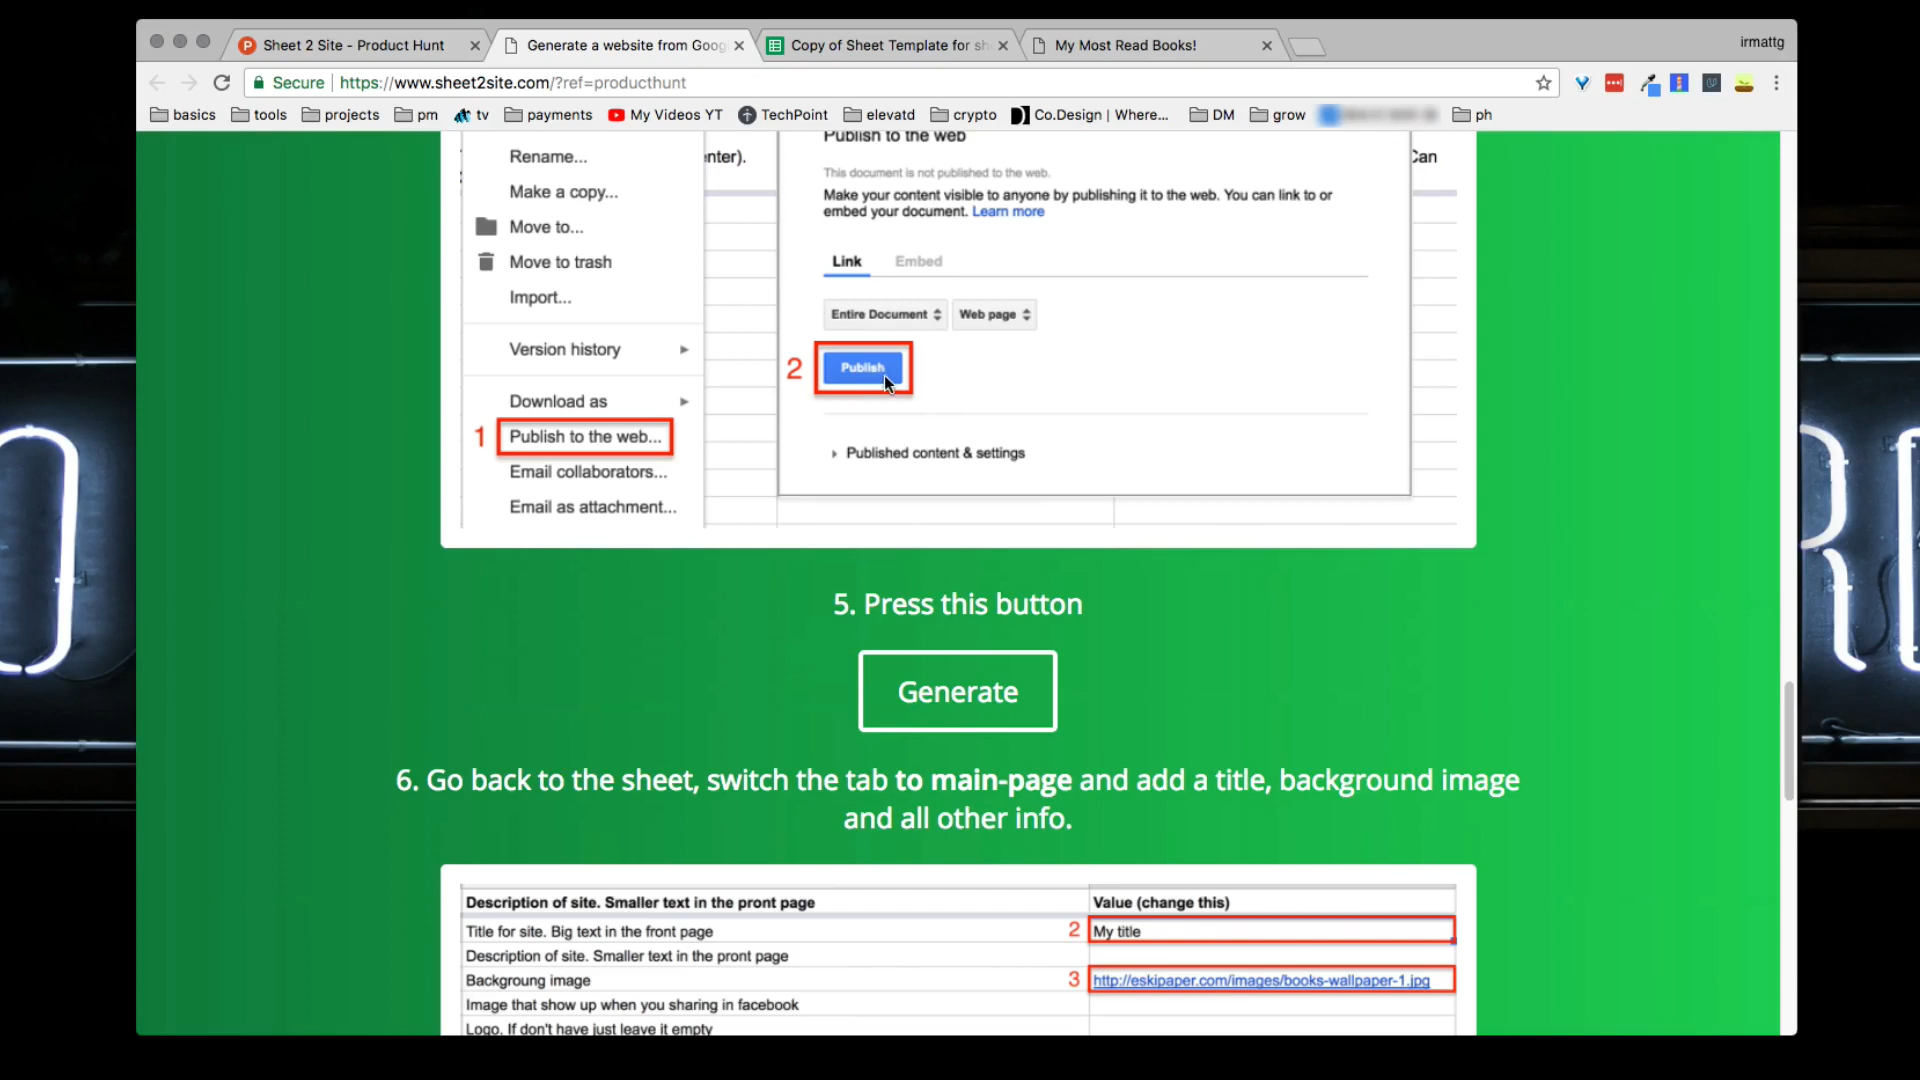 Sheet 2 Site - Product Hunt
Generate a website from Goog
Copy of Sheet Template for sh
My Most Read Books!
irmattg
Secure
https://www.sheet2site.com/?ref=producthunt
basics
tools
projects
pm
tv
payments
My Videos YT
TechPoint
elevatd
crypto
Co.Design | Where...
DM
grow
ph
Rename...
Make a copy...
Move to...
Move to trash
Import...
Version history
Download as
1 Publish to the web...
Email collaborators...
Email as attachment...
nter).
Can
Publish to the web
This document is not published to the web.
Make your content visible to anyone by publishing it to the web. You can link to or
embed your document. Learn more
Link
Embed
Entire Document
Web page
2 Publish
Published content & settings
5. Press this button
Generate
6. Go back to the sheet, switch the tab to main-page and add a title, background image
and all other info.
Description of site. Smaller text in the pront page
Value (change this)
Title for site. Big text in the front page
2 My title
Description of site. Smaller text in the pront page
Backgroung image
3 http://eskipaper.com/images/books-wallpaper-1.jpg
Image that show up when you sharing in facebook
Logo. If don't have just leave it empty